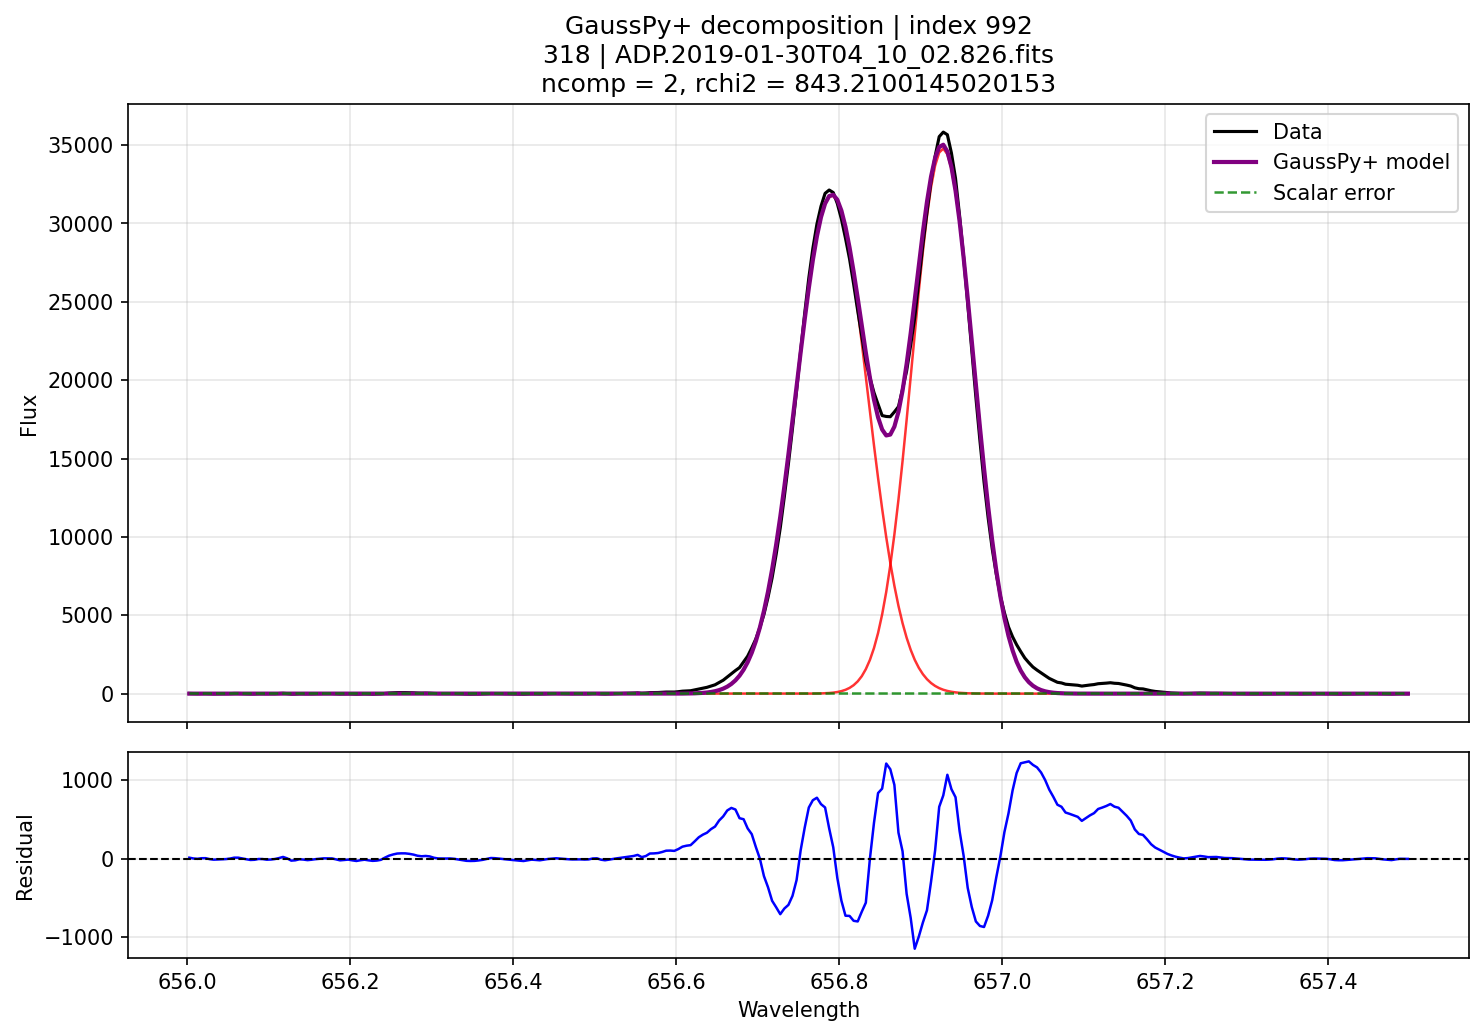 GaussPy+ decomposition | index 992
318 | ADP.2019-01-30T04_10_02.826.fits
ncomp = 2, rchi2 = 843.2100145020153
Data
GaussPy+ model
Scalar error
35000
30000
25000
20000
15000
10000
5000
0
Flux
1000
0
−1000
Residual
656.0
656.2
656.4
656.6
656.8
657.0
657.2
657.4
Wavelength